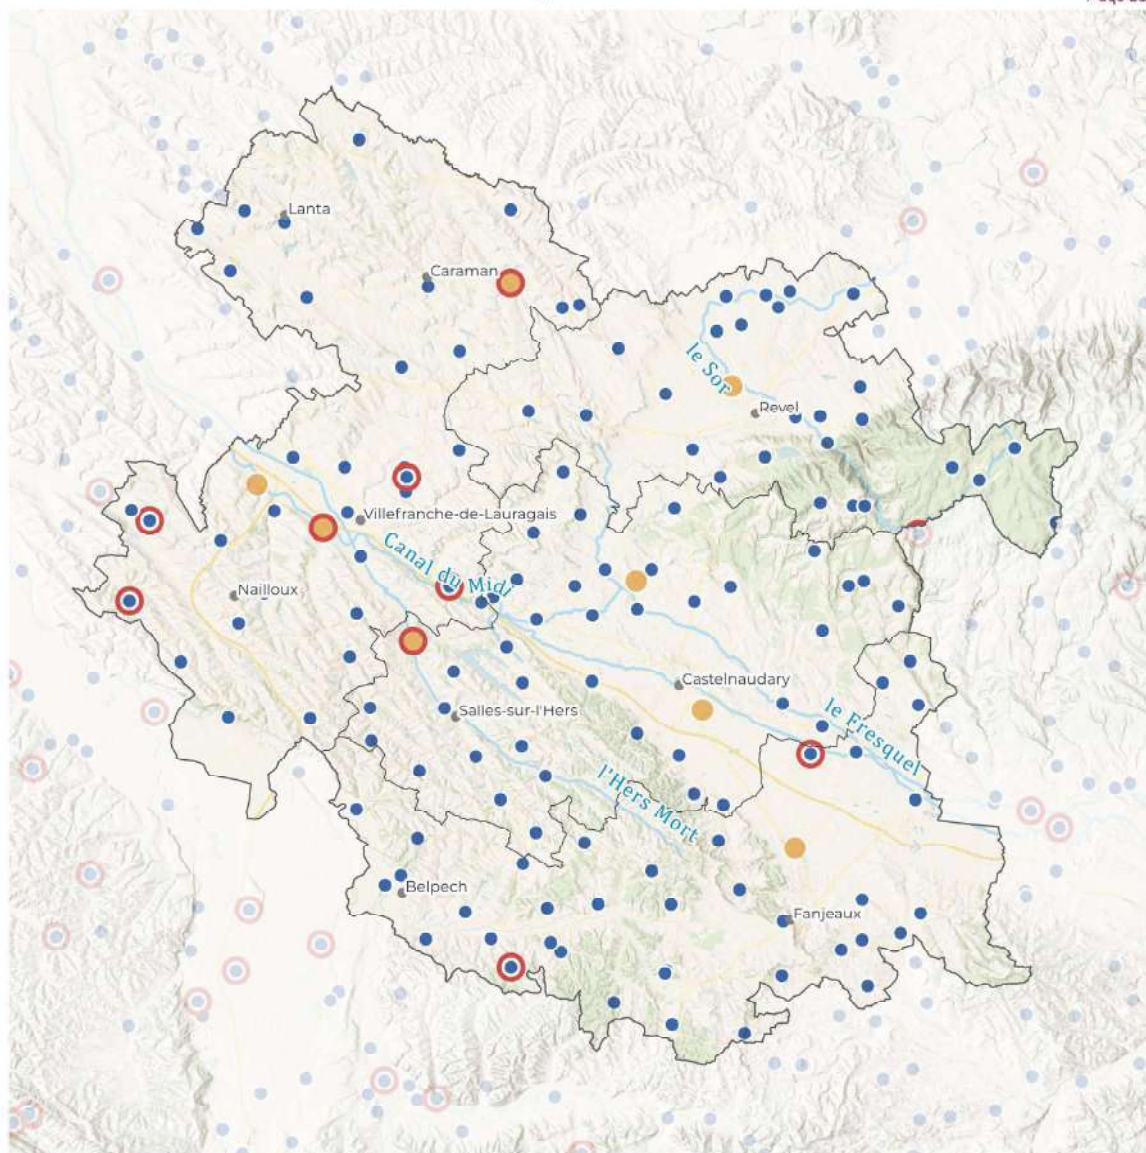 Lanta
Caraman
le Sor
Revel
Villefranche-de-Lauragais
Canal du Midi
Nailloux
Castelnaudary
Salles-sur-l'Hers
le Fresquel
l'Hers Mort
Belpech
Fanjeaux